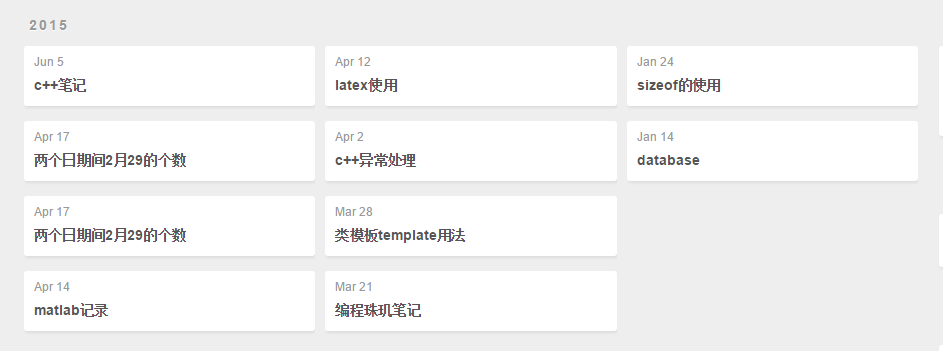 2015
Jun 5
c++笔记
Apr 17
两个日期间2月29的个数
Apr 17
两个日期间2月29的个数
Apr 14
matlab记录
Apr 12
latex使用
Apr 2
c++异常处理
Mar 28
类模板template用法
Mar 21
编程珠玑笔记
Jan 24
sizeof的使用
Jan 14
database